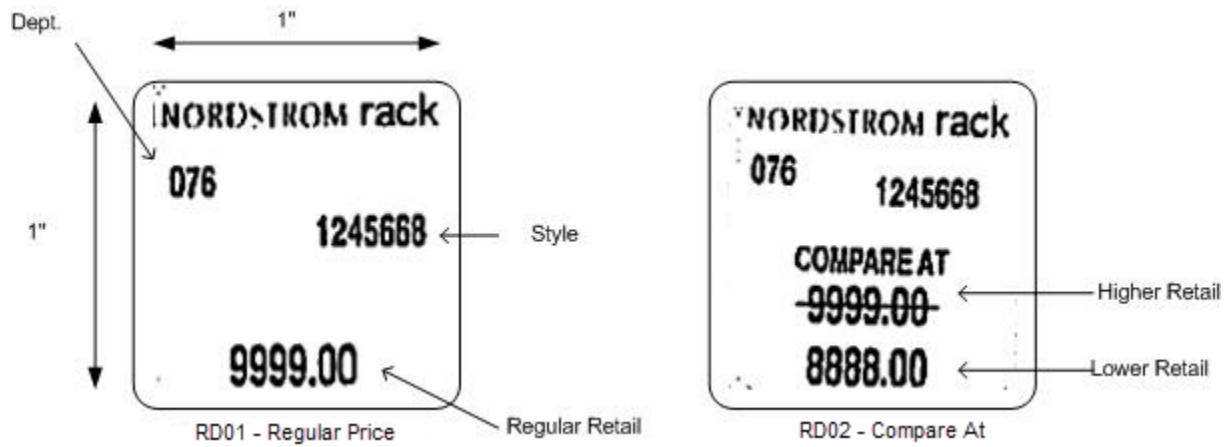 Dept.
1"
1"
NORDSTROM rack
076
1245668
Style
9999.00
Regular Retail
RD01 - Regular Price
NORDSTROM rack
076
1245668
COMPARE AT
9999.00
Higher Retail
8888.00
Lower Retail
RD02 - Compare At